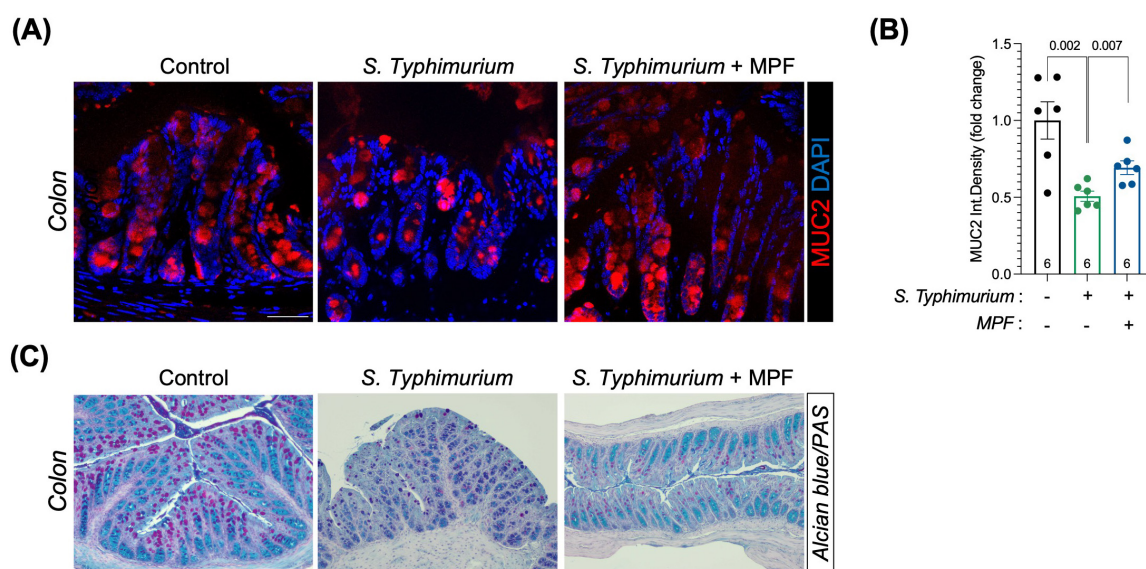 (A)
Control
S. Typhimurium
S. Typhimurium + MPF
Colon
MUC2 DAPI
(B)
0.002
0.007
1.5
1.0
0.5
0.0
MUC2 Int.Density (fold change)
6
6
6
S. Typhimurium :
-
+
+
MPF :
-
-
+
(C)
Control
S. Typhimurium
S. Typhimurium + MPF
Colon
Alcian blue/PAS